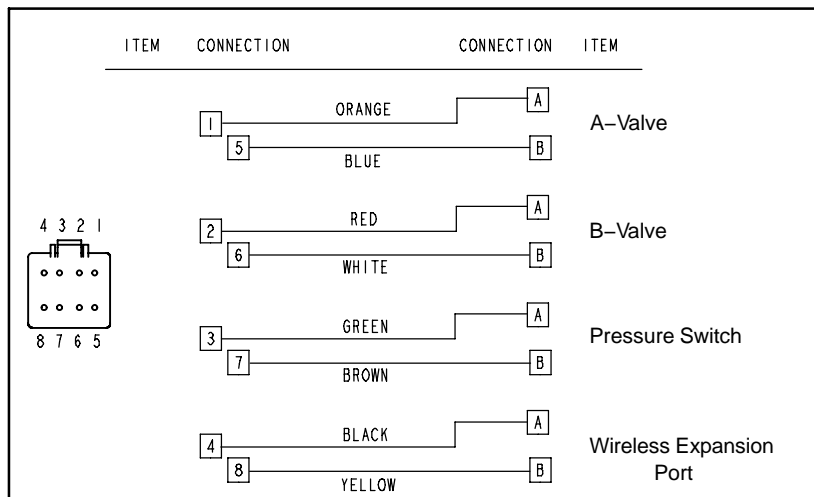 ITEM CONNECTION CONNECTION ITEM
ORANGE A
1 A–Valve
5 B
BLUE
RED A
2 B–Valve
6 B
WHITE
4 3 2 1
8 7 6 5
GREEN A
3 Pressure Switch
7 B
BROWN
BLACK A
4 Wireless Expansion
8 B Port
YELLOW